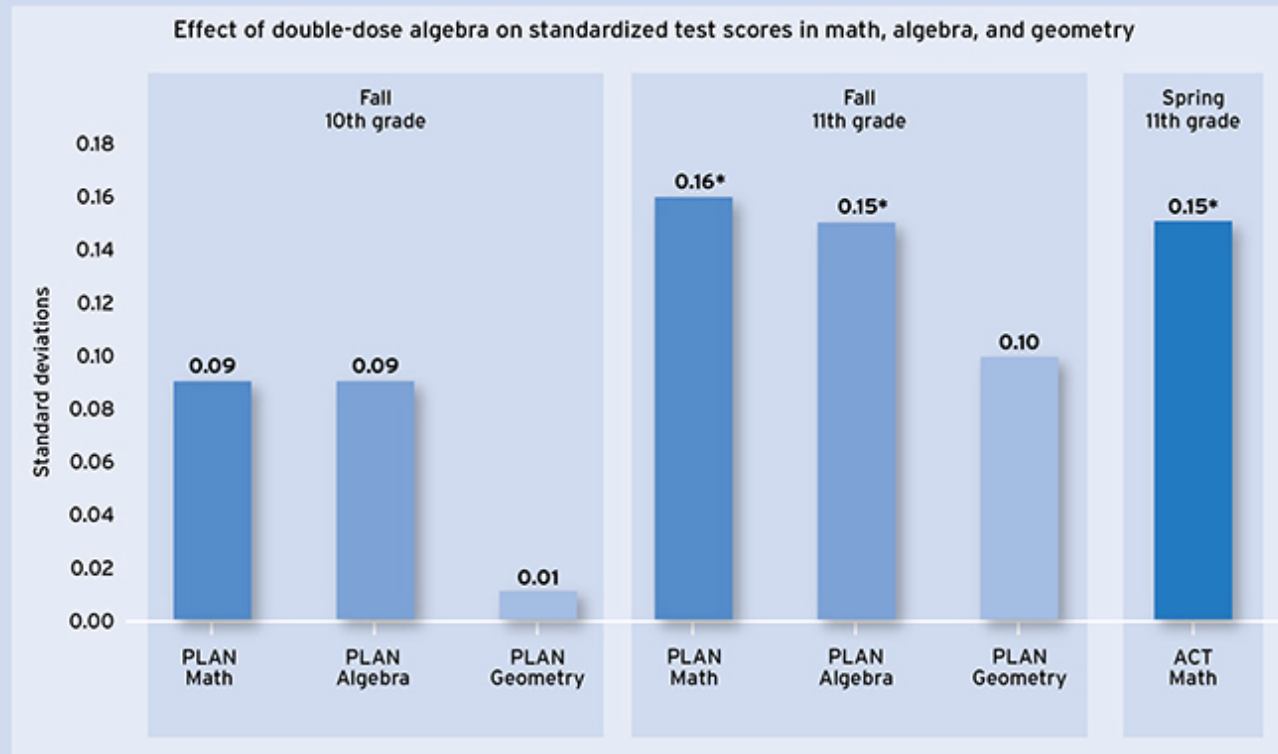 Effect of double-dose algebra on standardized test scores in math, algebra, and geometry
Standard deviations
0.18
0.16
0.14
0.12
0.10
0.08
0.06
0.04
0.02
0.00
Fall
10th grade
0.09
0.09
0.01
PLAN
Math
PLAN
Algebra
PLAN
Geometry
Fall
11th grade
0.16*
0.15*
0.10
PLAN
Math
PLAN
Algebra
PLAN
Geometry
Spring
11th grade
0.15*
ACT
Math